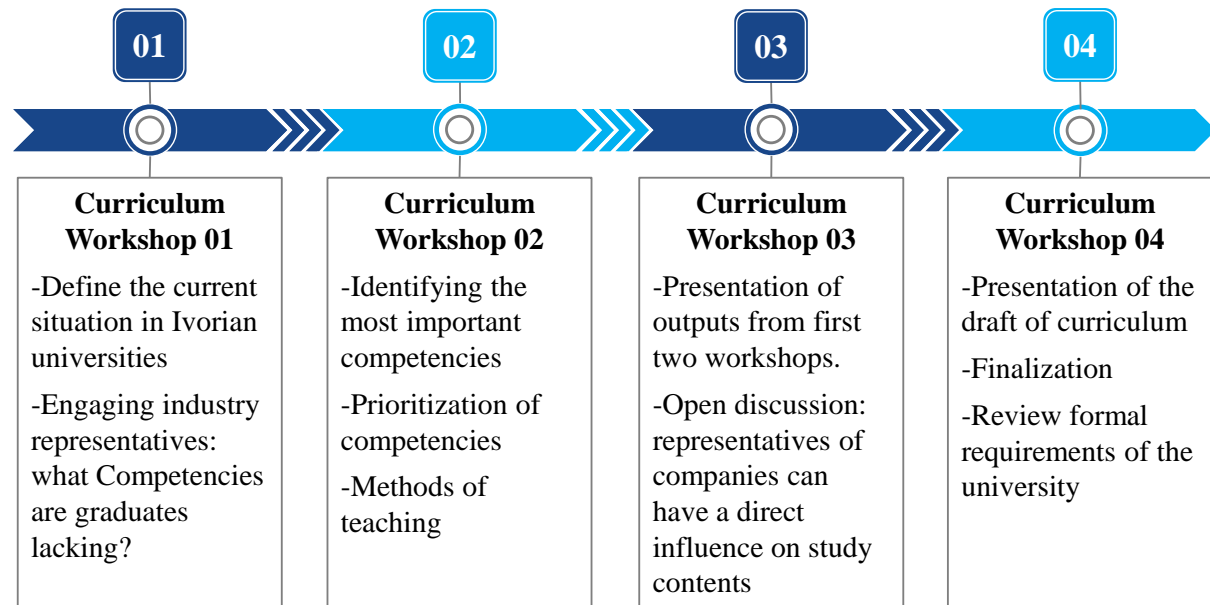 01
02
03
04
Curriculum
Workshop 01
-Define the current
situation in Ivorian
universities
-Engaging industry
representatives:
what Competencies
are graduates
lacking?
Curriculum
Workshop 02
-Identifying the
most important
competencies
-Prioritization of
competencies
-Methods of
teaching
Curriculum
Workshop 03
-Presentation of
outputs from first
two workshops.
-Open discussion:
representatives of
companies can
have a direct
influence on study
contents
Curriculum
Workshop 04
-Presentation of the
draft of curriculum
-Finalization
-Review formal
requirements of the
university